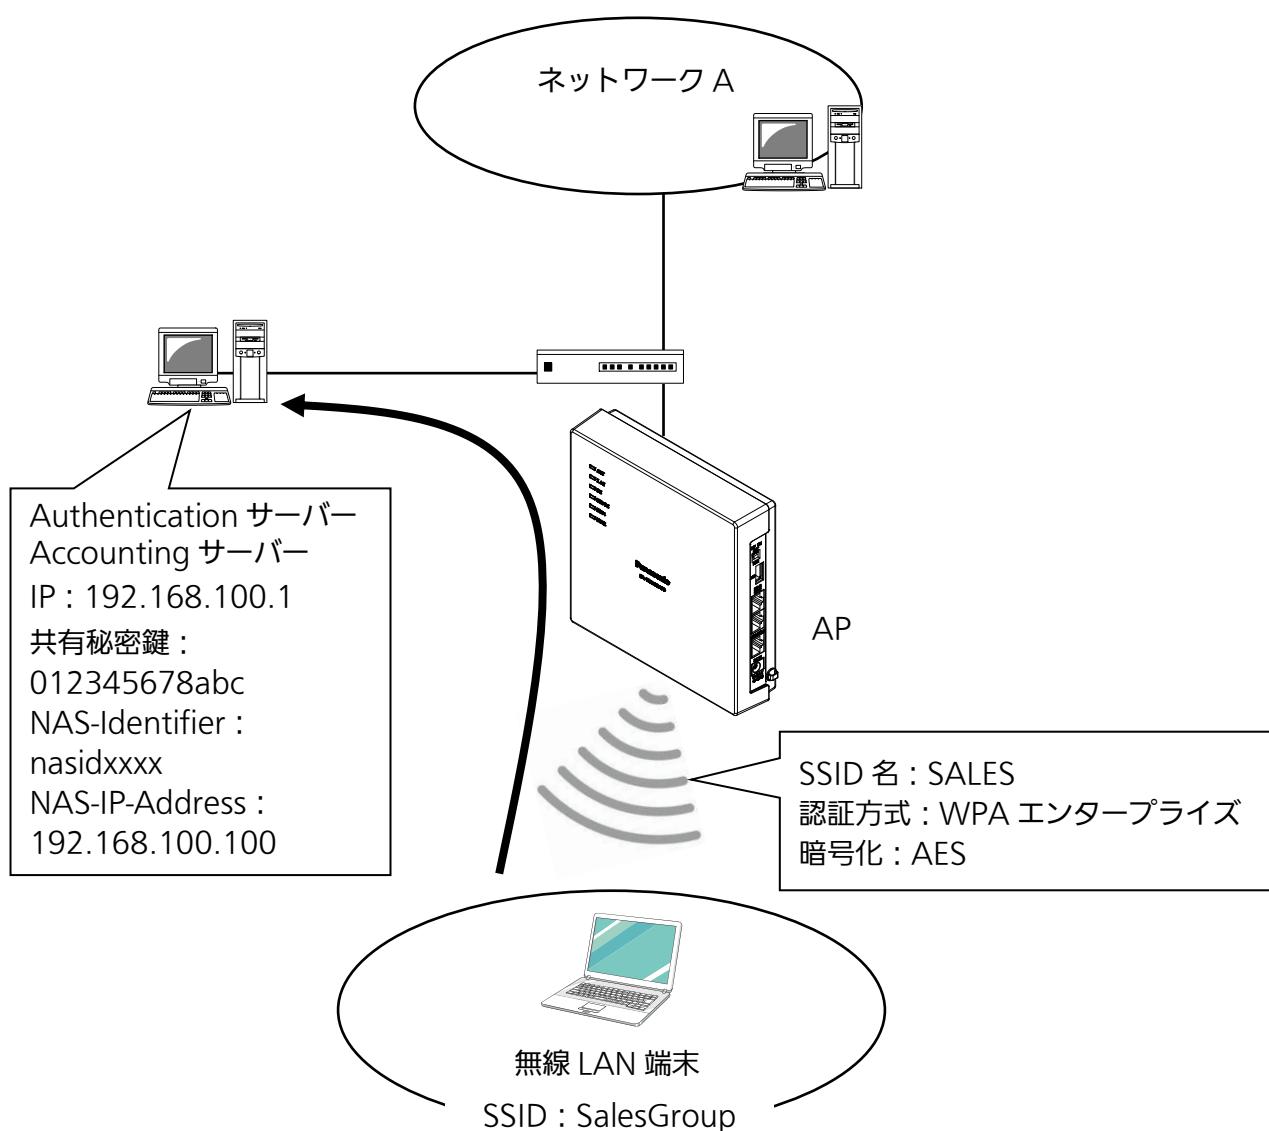 ネットワーク A
Authentication サーバー
Accounting サーバー
IP : 192.168.100.1
共有秘密鍵 :
012345678abc
NAS-Identifier :
nasidxxxx
NAS-IP-Address :
192.168.100.100
Panasonic
AP
SSID 名 : SALES
認証方式 : WPA エンタープライズ
暗号化 : AES
無線 LAN 端末
SSID : SalesGroup